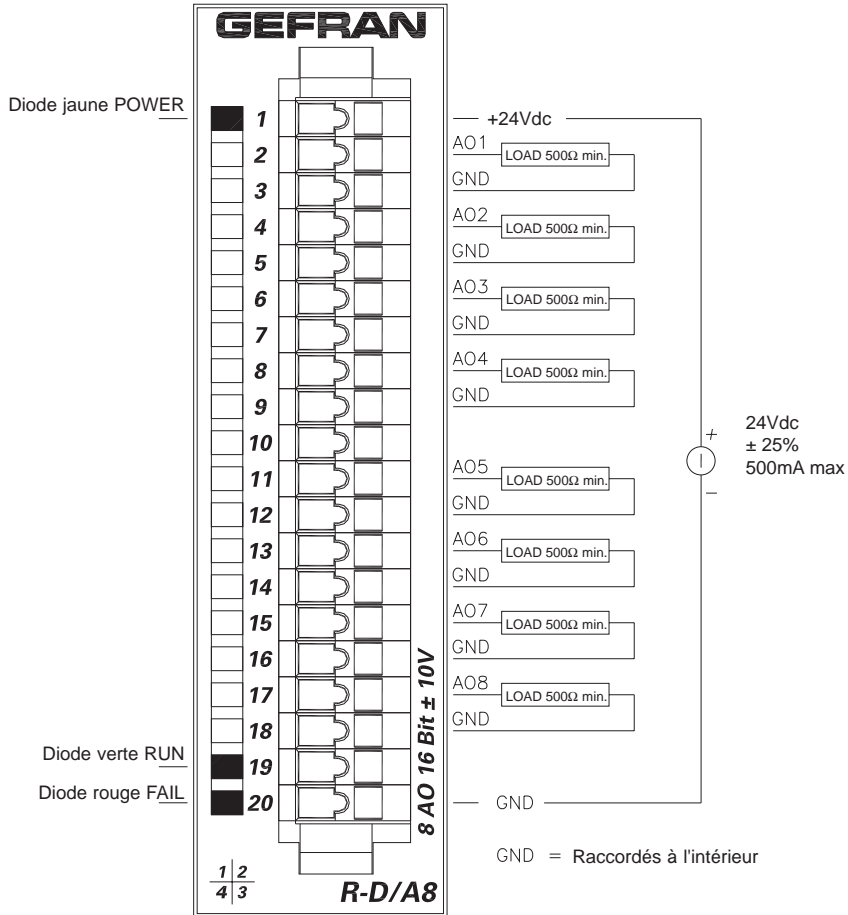 GEFRAN
Diode jaune POWER
1
2
3
4
5
6
7
8
9
10
11
12
13
14
15
16
17
18
19
20
Diode verte RUN
Diode rouge FAIL
8 AO 16 Bit ± 10V
1 2
4 3
R-D/A8
+24Vdc
AO1
LOAD 500Ω min.
GND
AO2
LOAD 500Ω min.
GND
AO3
LOAD 500Ω min.
GND
AO4
LOAD 500Ω min.
GND
AO5
LOAD 500Ω min.
GND
AO6
LOAD 500Ω min.
GND
AO7
LOAD 500Ω min.
GND
AO8
LOAD 500Ω min.
GND
GND
+
24Vdc
± 25%
500mA max
−
GND = Raccordés à l'intérieur